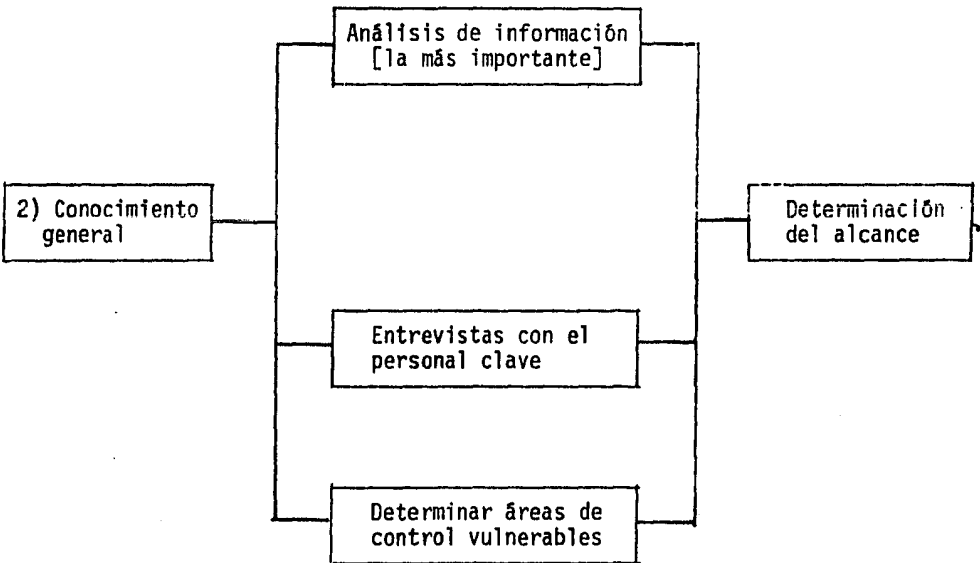 Análisis de información
[la más importante]
2) Conocimiento
general
Determinación
del alcance
Entrevistas con el
personal clave
Determinar áreas de
control vulnerables